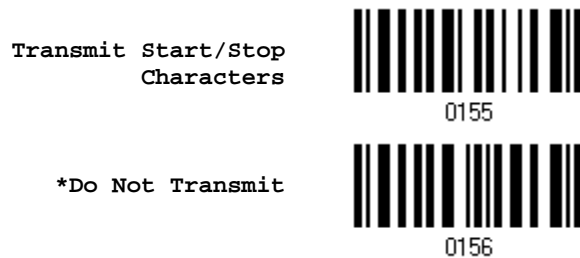 Transmit Start/Stop
Characters
0155
*Do Not Transmit
0156